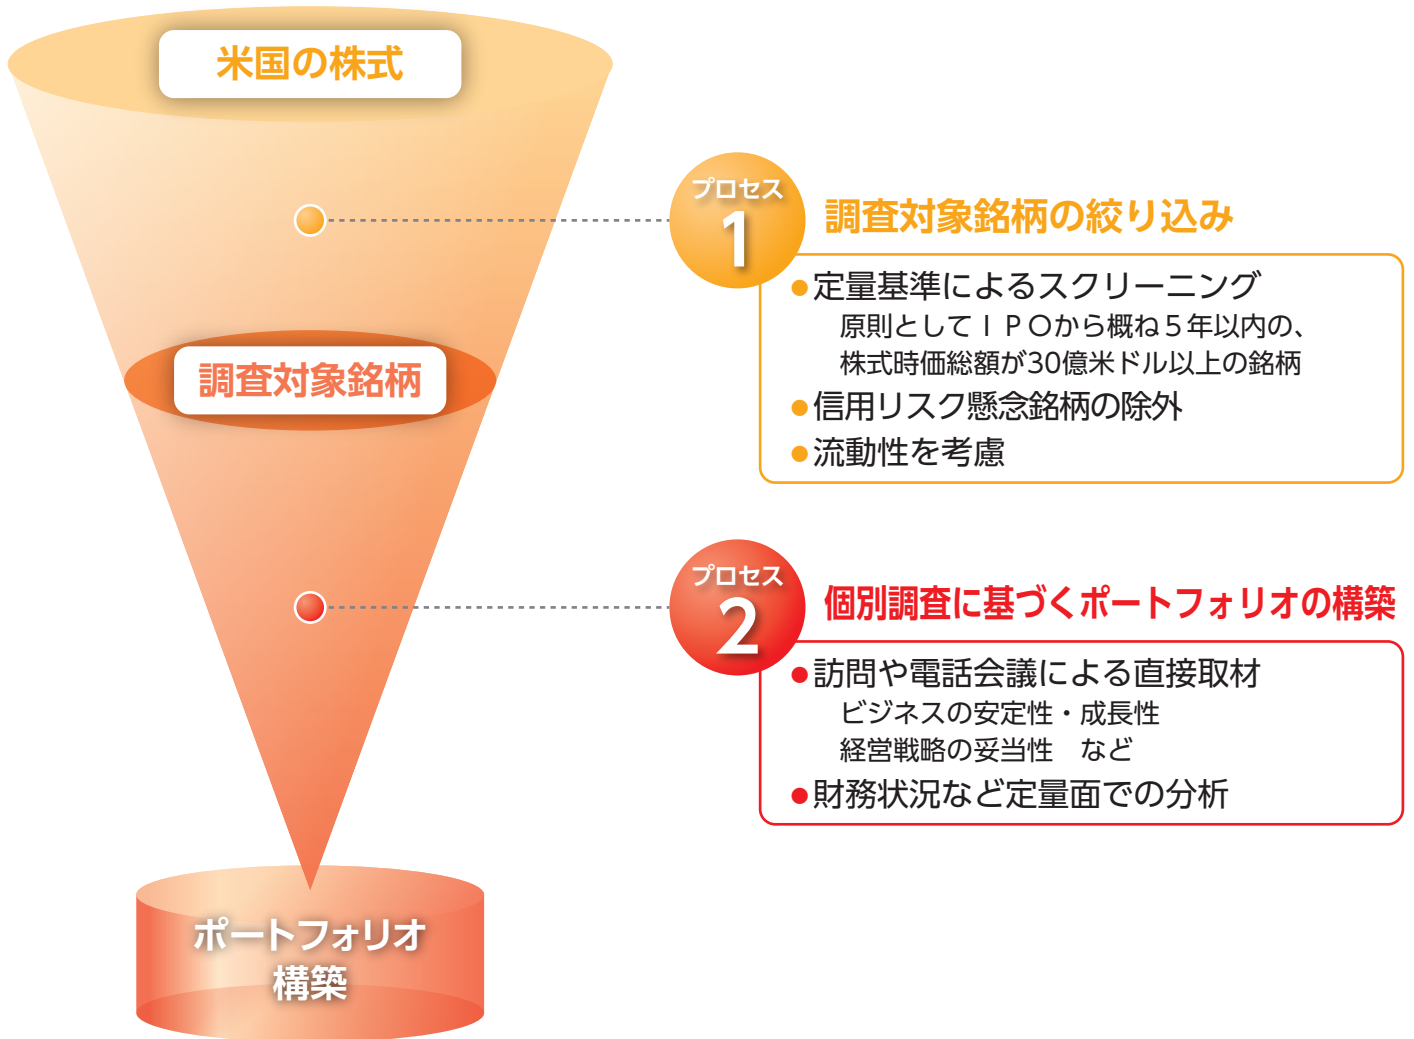 米国の株式
プロセス
1
調査対象銘柄の絞り込み
●定量基準によるスクリーニング
原則としてＩＰＯから概ね５年以内の、
株式時価総額が30億米ドル以上の銘柄
●信用リスク懸念銘柄の除外
●流動性を考慮
調査対象銘柄
プロセス
2
個別調査に基づくポートフォリオの構築
●訪問や電話会議による直接取材
ビジネスの安定性・成長性
経営戦略の妥当性　など
●財務状況など定量面での分析
ポートフォリオ
構築